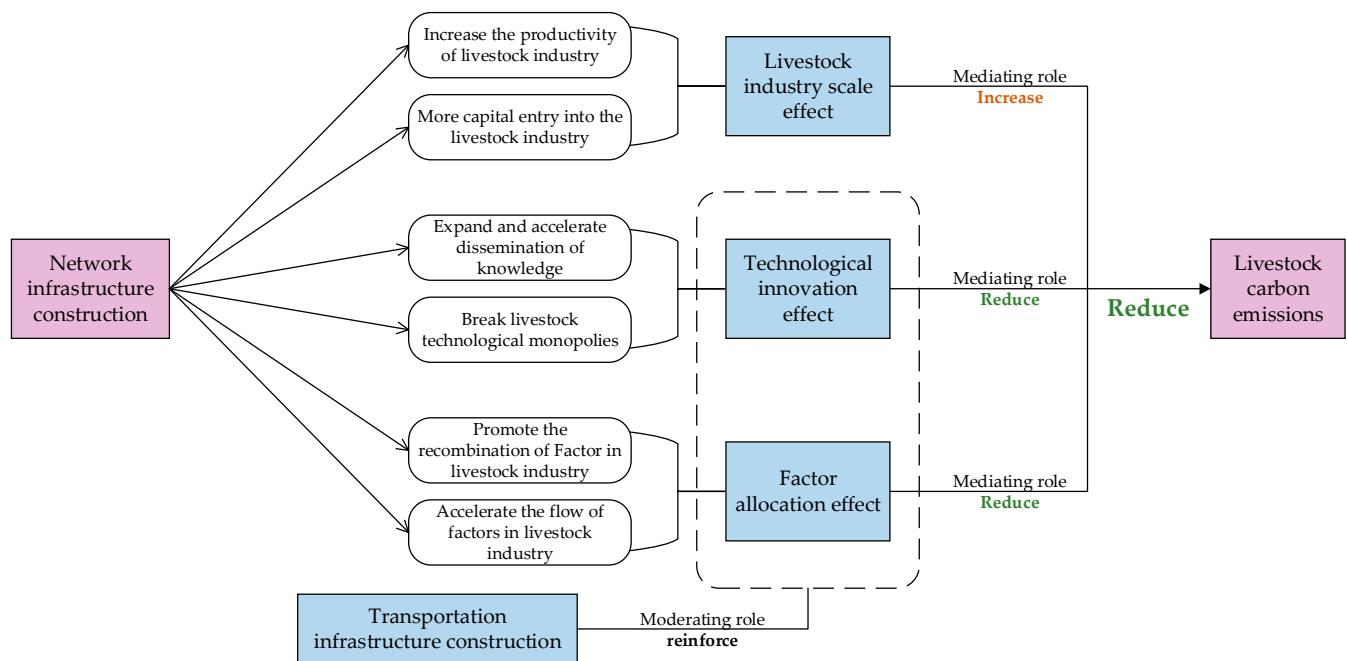 Increase the productivity
of livestock industry
More capital entry into the
livestock industry
Livestock
industry scale
effect
Mediating role
Increase
Network
infrastructure
construction
Expand and accelerate
dissemination of
knowledge
Break livestock
technological monopolies
Technological
innovation
effect
Mediating role
Reduce
Reduce
Livestock
carbon
emissions
Promote the
recombination of Factor in
livestock industry
Accelerate the flow of
factors in livestock
industry
Factor
allocation effect
Mediating role
Reduce
Transportation
infrastructure construction
Moderating role
reinforce